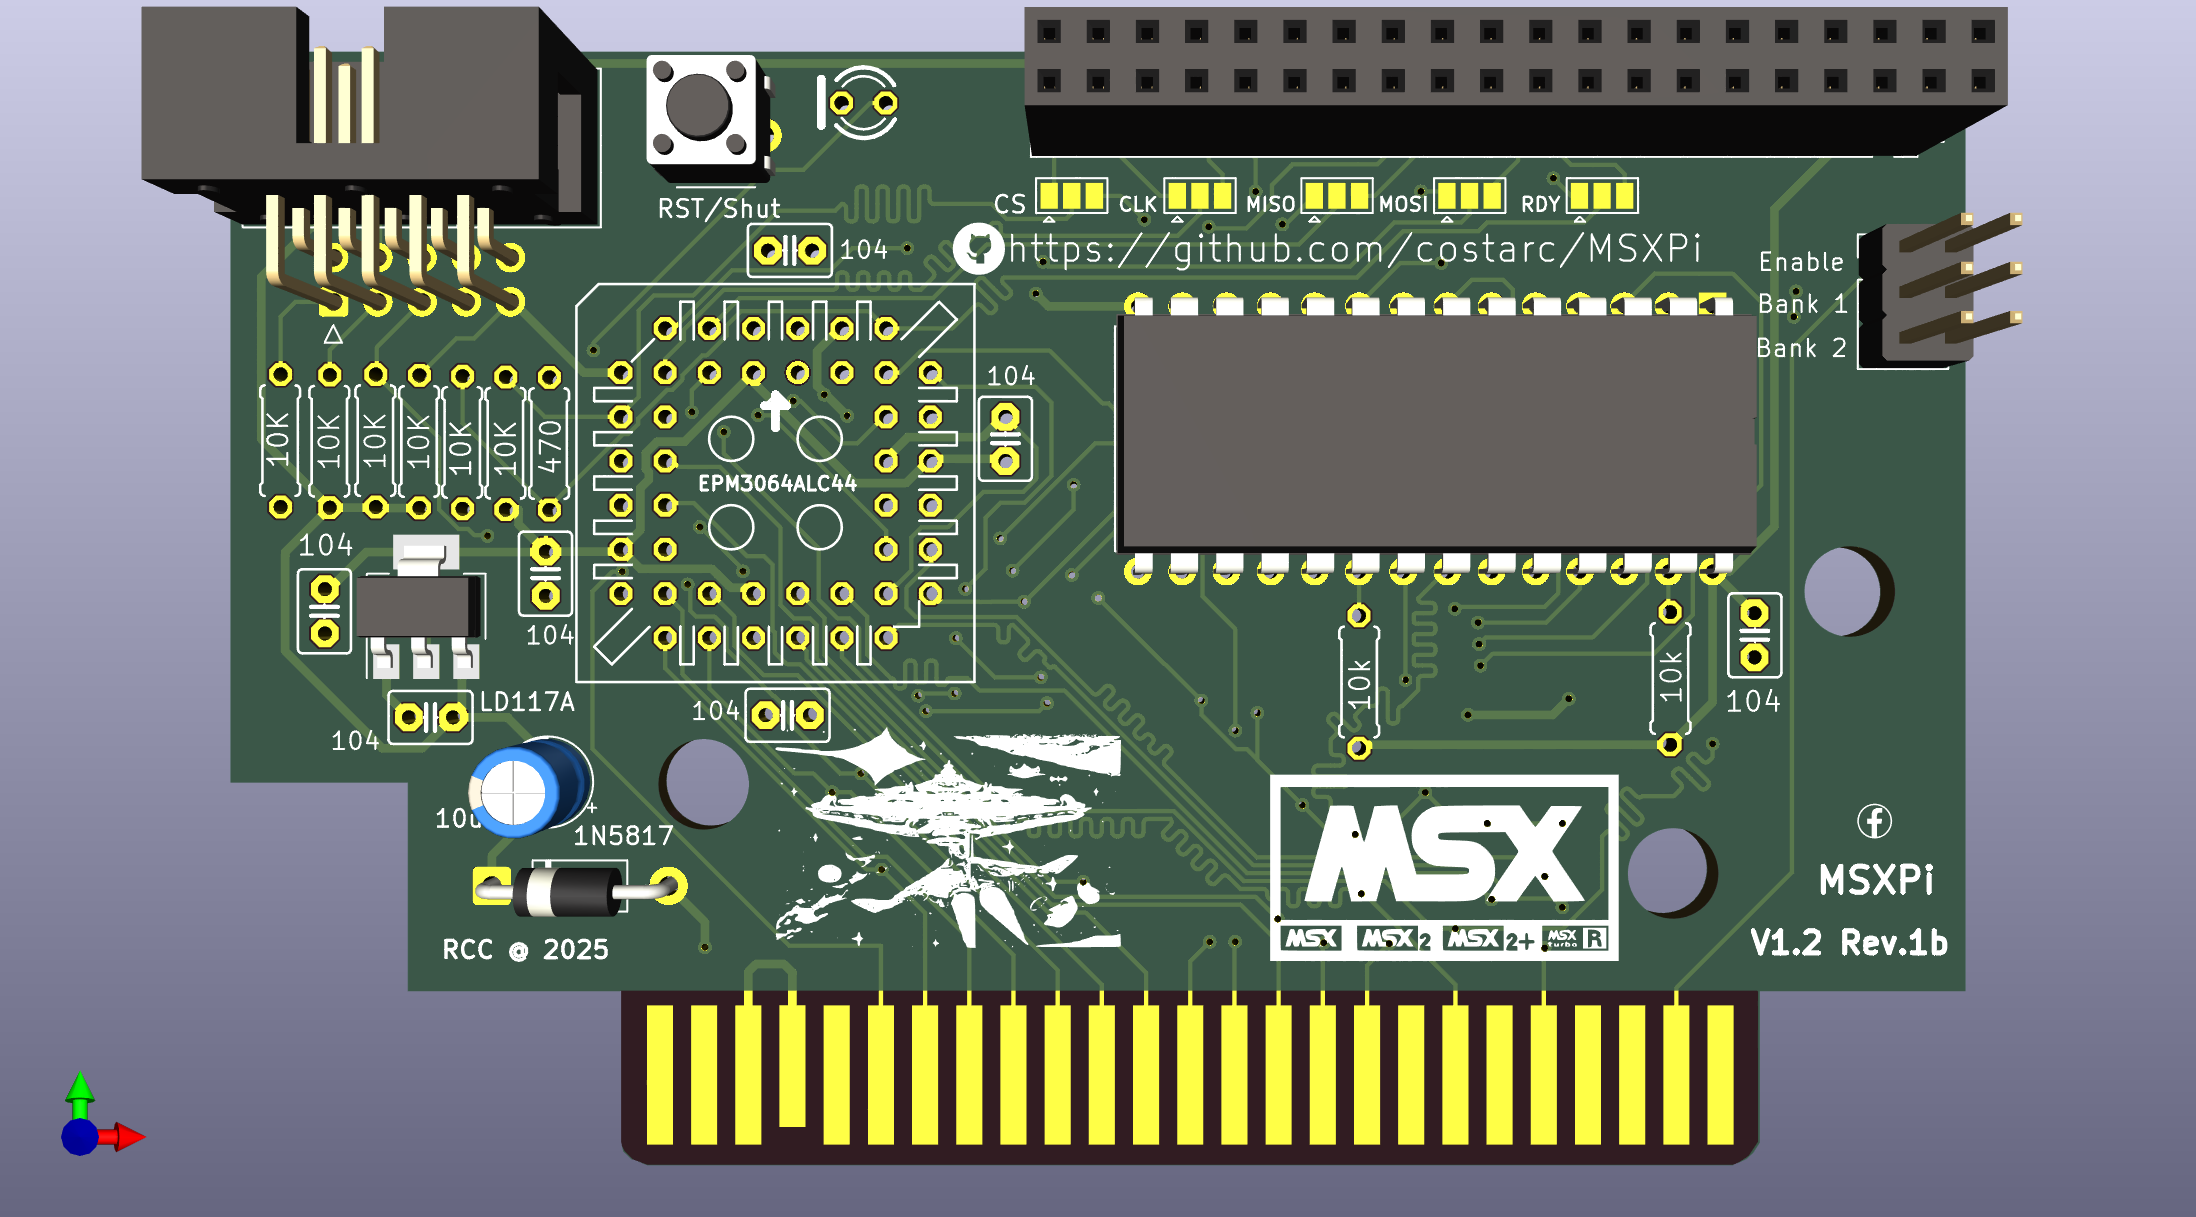 RST/Shut
CS
CLK
MISO
MOSI
RDY
104
https://github.com/costarc/MSXPi
Enable
Bank 1
Bank 2
104
10K
10K
10K
10K
10K
10K
470
EPM3064ALC44
104
104
10k
10k
104
LD117A
104
104
10u
1N5817
MSX
MSX
MSX 2
MSX 2+
MSX turbo R
f
MSXPi
V1.2 Rev.1b
RCC @ 2025